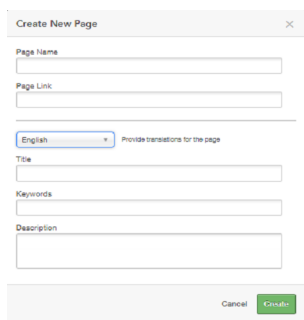 Create New Page
Page Name
Page Link
English
Provide translations for the page
Title
Keywords
Description
Cancel
Create